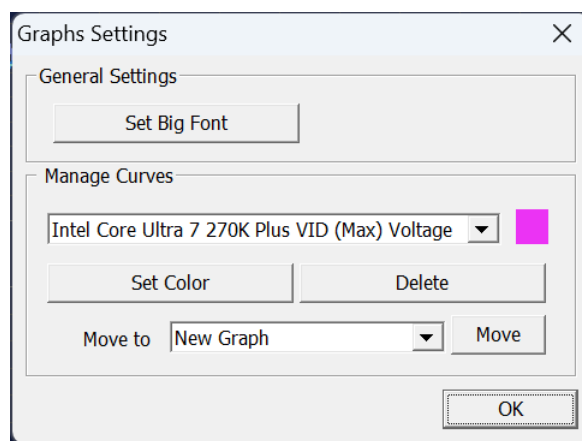 Graphs Settings
General Settings
Set Big Font
Manage Curves
Intel Core Ultra 7 270K Plus VID (Max) Voltage
Set Color
Delete
Move to
New Graph
Move
OK